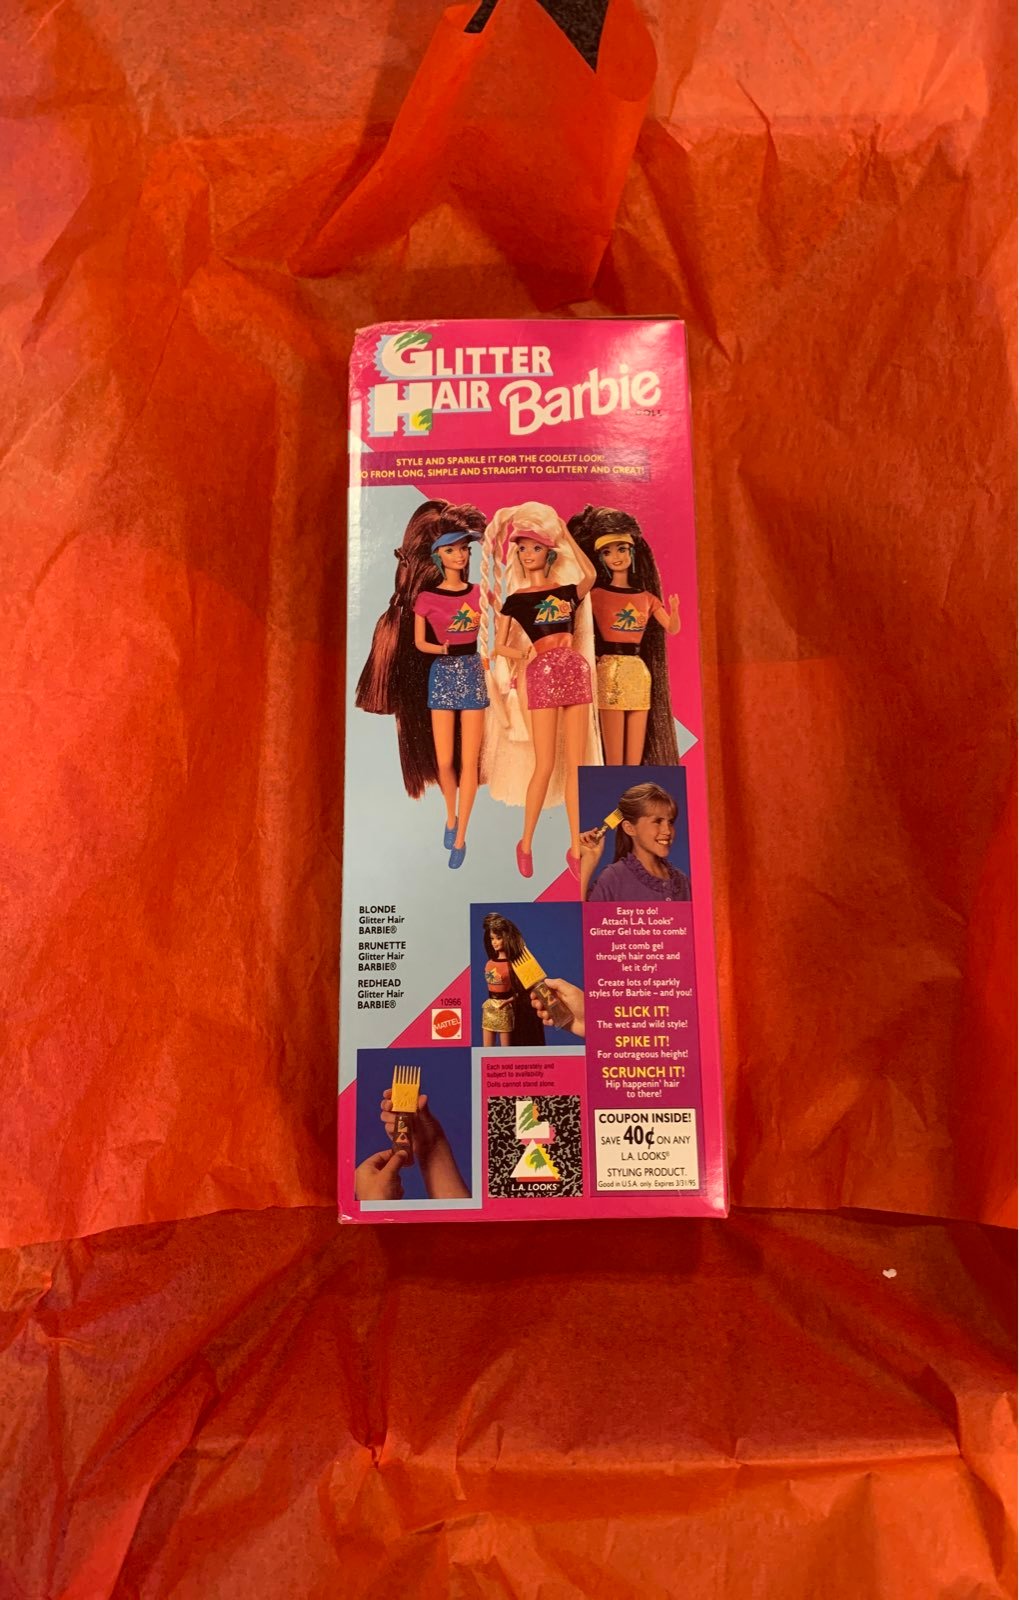 GLITTER
HAIR Barbie
DOLL
STYLE AND SPARKLE IT FOR THE COOLEST LOOK!
GO FROM LONG, SIMPLE AND STRAIGHT TO GLITTERY AND GREAT!
BLONDE
Glitter Hair
BARBIE®
BRUNETTE
Glitter Hair
BARBIE®
REDHEAD
Glitter Hair
BARBIE®
10966
MATTEL
Easy to do!
Attach L.A. Looks®
Glitter Gel tube to comb!
Just comb gel
through hair once and
let it dry!
Create lots of sparkly
styles for Barbie – and you!
SLICK IT!
The wet and wild style!
SPIKE IT!
For outrageous height!
SCRUNCH IT!
Hip happenin' hair
to there!
Each sold separately and
subject to availability.
Dolls cannot stand alone.
L.A. LOOKS®
COUPON INSIDE!
SAVE 40¢ ON ANY
L.A. LOOKS®
STYLING PRODUCT.
Good in U.S.A. only. Expires 3/31/95